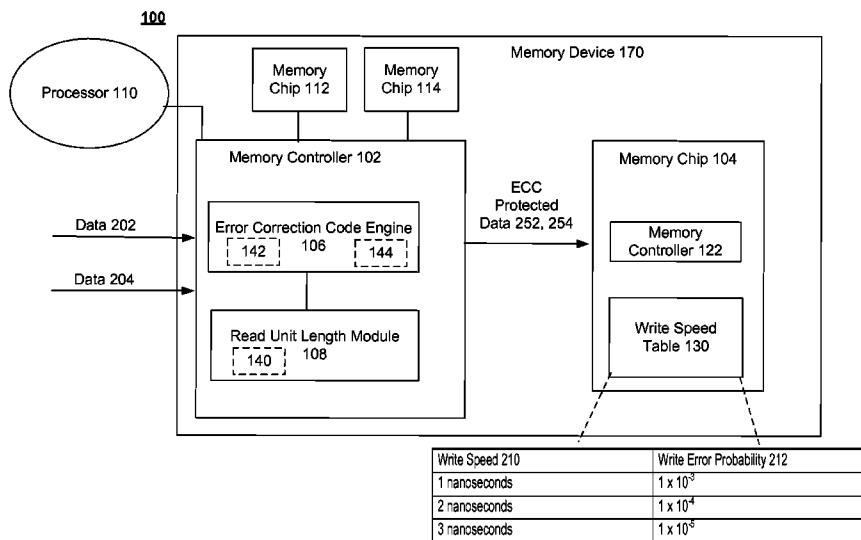 100
Memory Device 170
Processor 110
Memory
Chip 112
Memory
Chip 114
Memory Controller 102
Memory Chip 104
ECC
Protected
Data 252, 254
Data 202
Error Correction Code Engine
142
106
144
Memory
Controller 122
Data 204
Read Unit Length Module
140
108
Write Speed
Table 130
Write Speed 210 Write Error Probability 212
1 nanoseconds 1 x 10⁻³
2 nanoseconds 1 x 10⁻⁴
3 nanoseconds 1 x 10⁻⁵